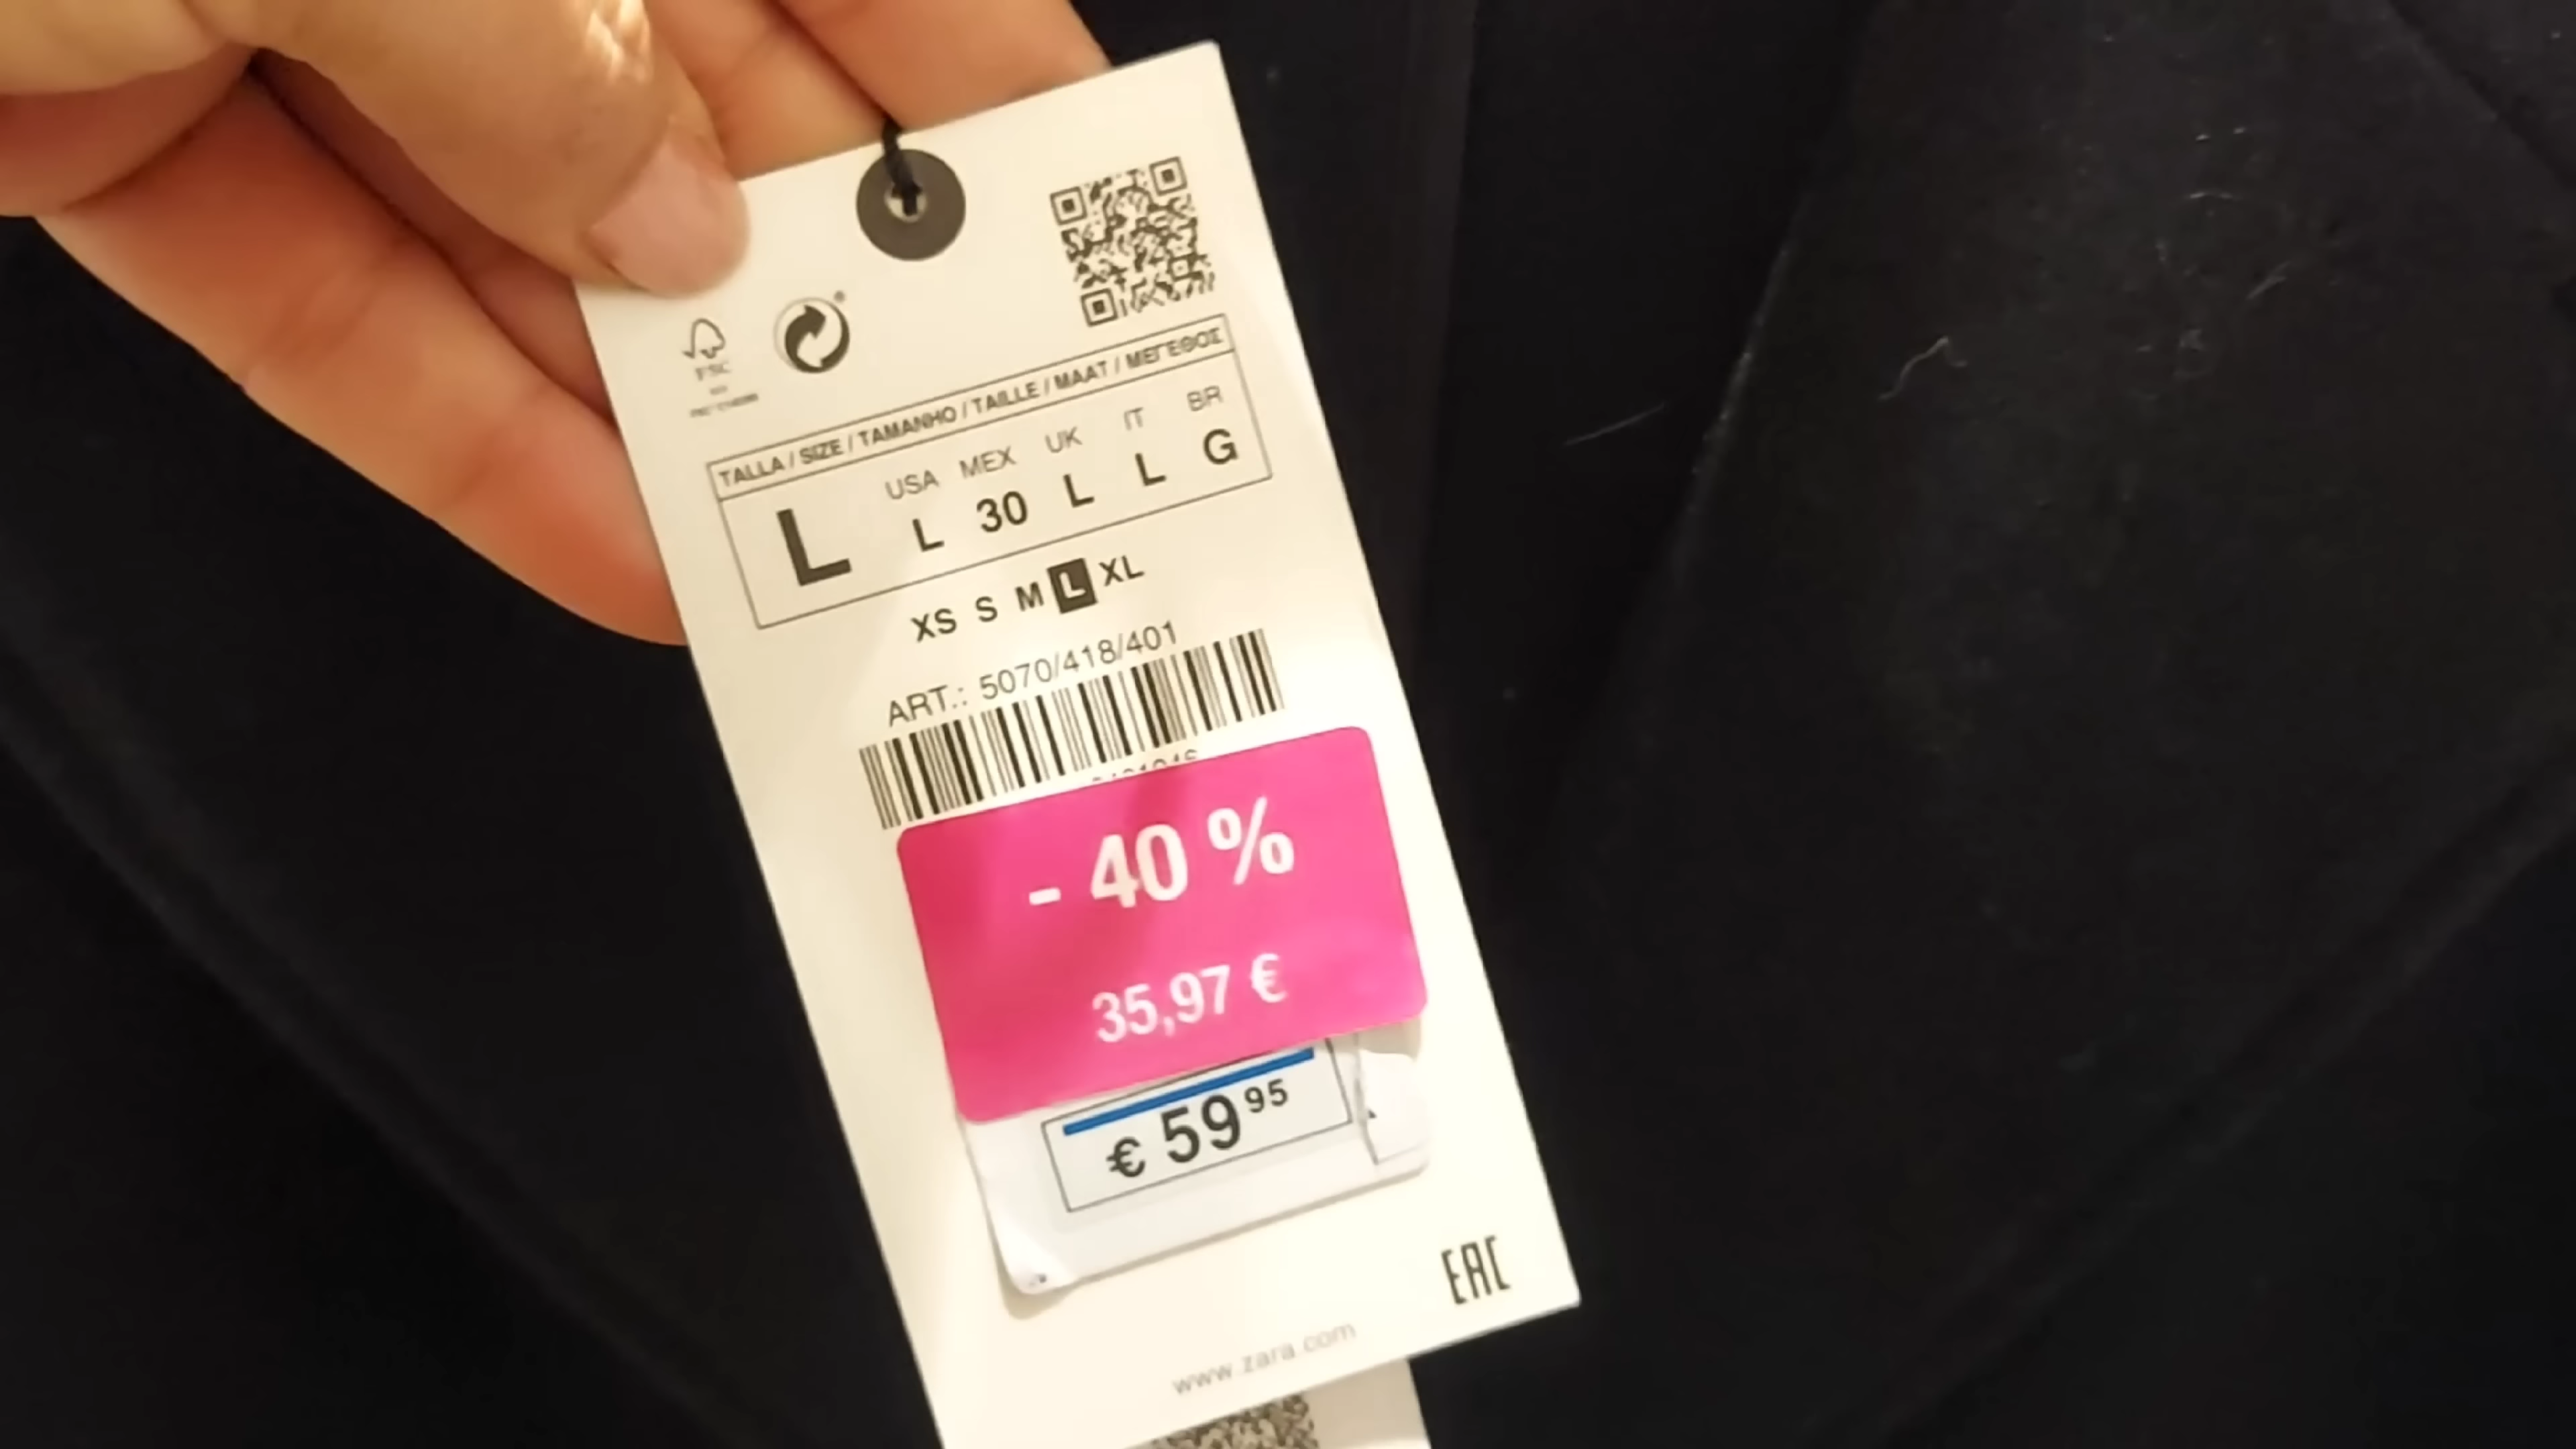 FSC
TALLA / SIZE / TAMANHO / TAILLE / MAAT / ΜΕΓΕΘΟΣ
USA MEX UK IT BR
L L 30 L L G
XS S M L XL
ART.: 5070/418/401
- 40 %
35,97 €
€ 59 95
EAC
www.zara.com